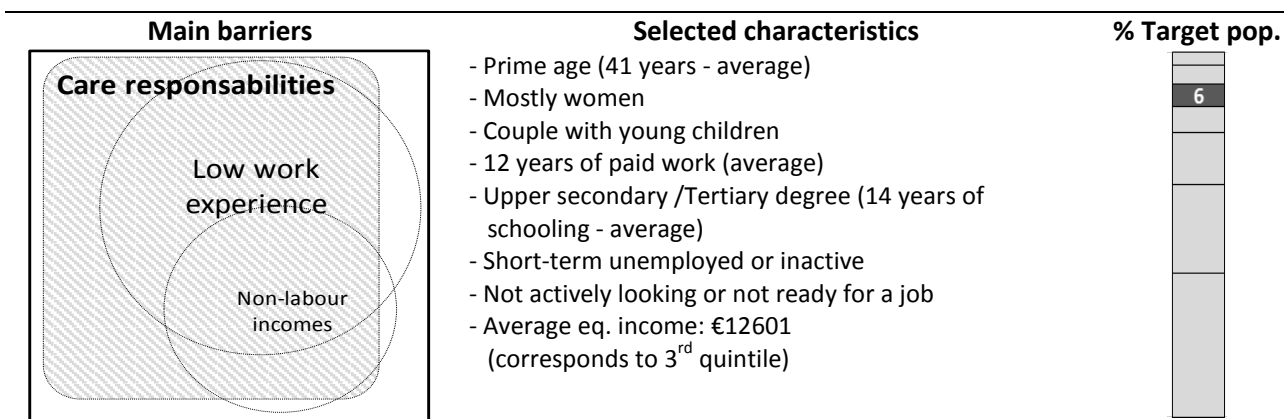 Main barriers
Care responsabilities
Low work
experience
Non-labour
incomes
Selected characteristics
- Prime age (41 years - average)
- Mostly women
- Couple with young children
- 12 years of paid work (average)
- Upper secondary /Tertiary degree (14 years of
schooling - average)
- Short-term unemployed or inactive
- Not actively looking or not ready for a job
- Average eq. income: €12601
(corresponds to 3rd quintile)
% Target pop.
6